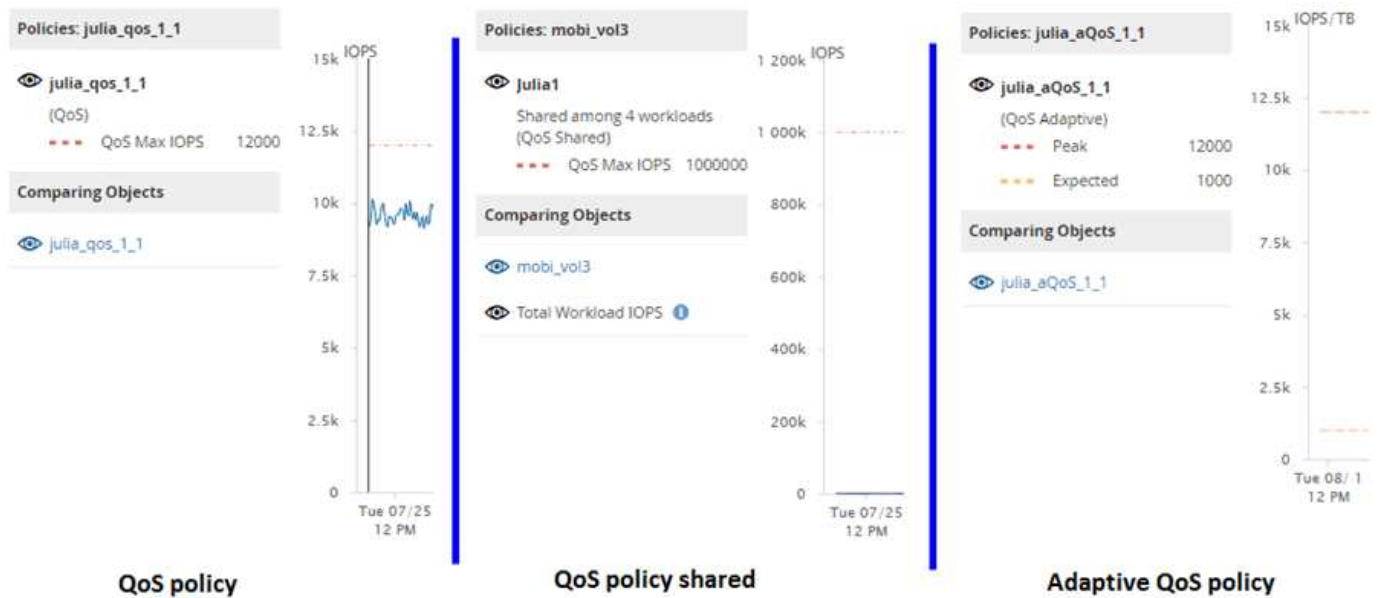 Policies: julia_qos_1_1
julia_qos_1_1
(QoS)
QoS Max IOPS 12000
Comparing Objects
julia_qos_1_1
IOPS
15k
12.5k
10k
7.5k
5k
2.5k
0
Tue 07/25
12 PM
QoS policy
Policies: mobi_vol3
Julia1
Shared among 4 workloads
(QoS Shared)
QoS Max IOPS 1000000
Comparing Objects
mobi_vol3
Total Workload IOPS i
IOPS
1 200k
1 000k
800k
600k
400k
200k
0
Tue 07/25
12 PM
QoS policy shared
Policies: julia_aQoS_1_1
julia_aQoS_1_1
(QoS Adaptive)
Peak 12000
Expected 1000
Comparing Objects
julia_aQoS_1_1
IOPS/TB
15k
12.5k
10k
7.5k
5k
2.5k
0
Tue 08/ 1
12 PM
Adaptive QoS policy